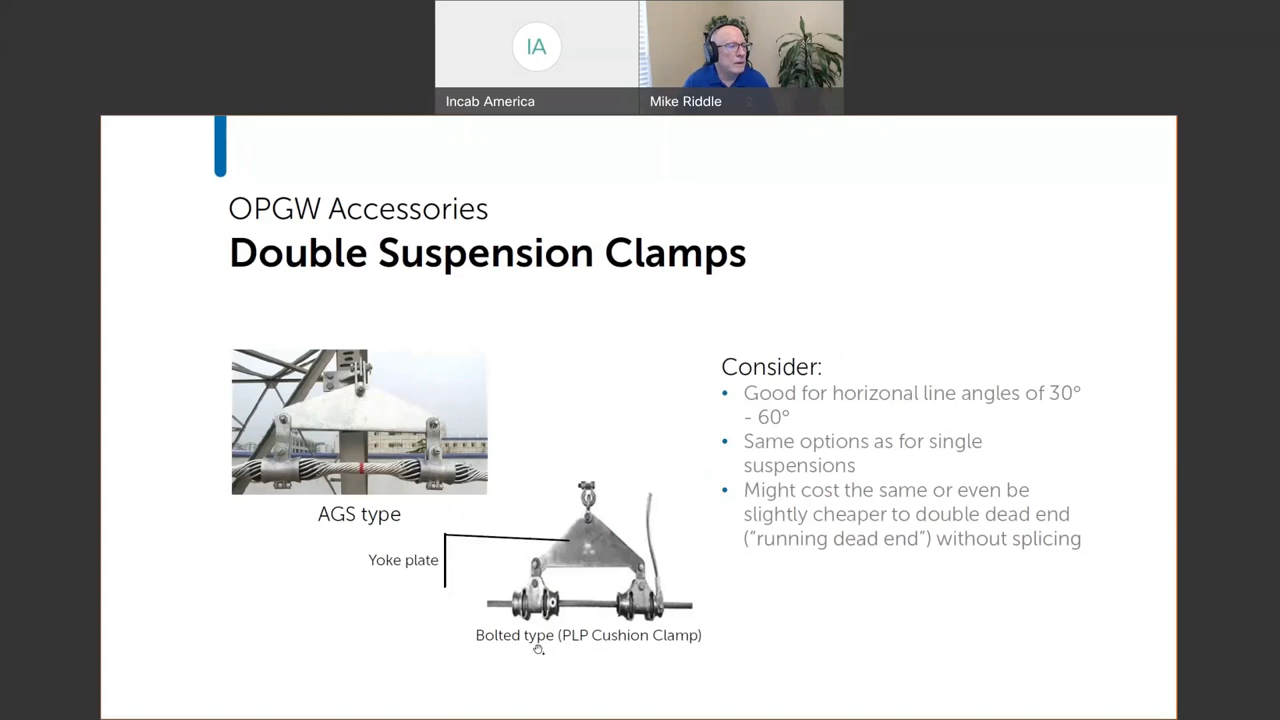 IA
Incab America
Mike Riddle
OPGW Accessories
Double Suspension Clamps
AGS type
Yoke plate
Bolted type (PLP Cushion Clamp)
Consider:
• Good for horizonal line angles of 30°
- 60°
• Same options as for single
suspensions
• Might cost the same or even be
slightly cheaper to double dead end
(“running dead end”) without splicing